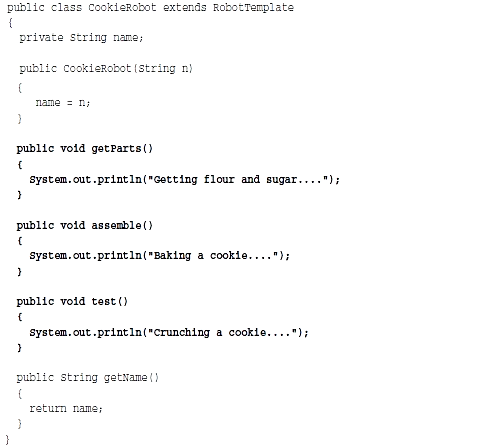 public class CookieRobot extends RobotTemplate
{
private String name;
public CookieRobot(String n)
{
name = n;
}
public void getParts()
{
System.out.println("Getting flour and sugar....");
}
public void assemble()
{
System.out.println("Baking a cookie....");
}
public void test()
{
System.out.println("Crunching a cookie....");
}
public String getName()
{
return name;
}
}